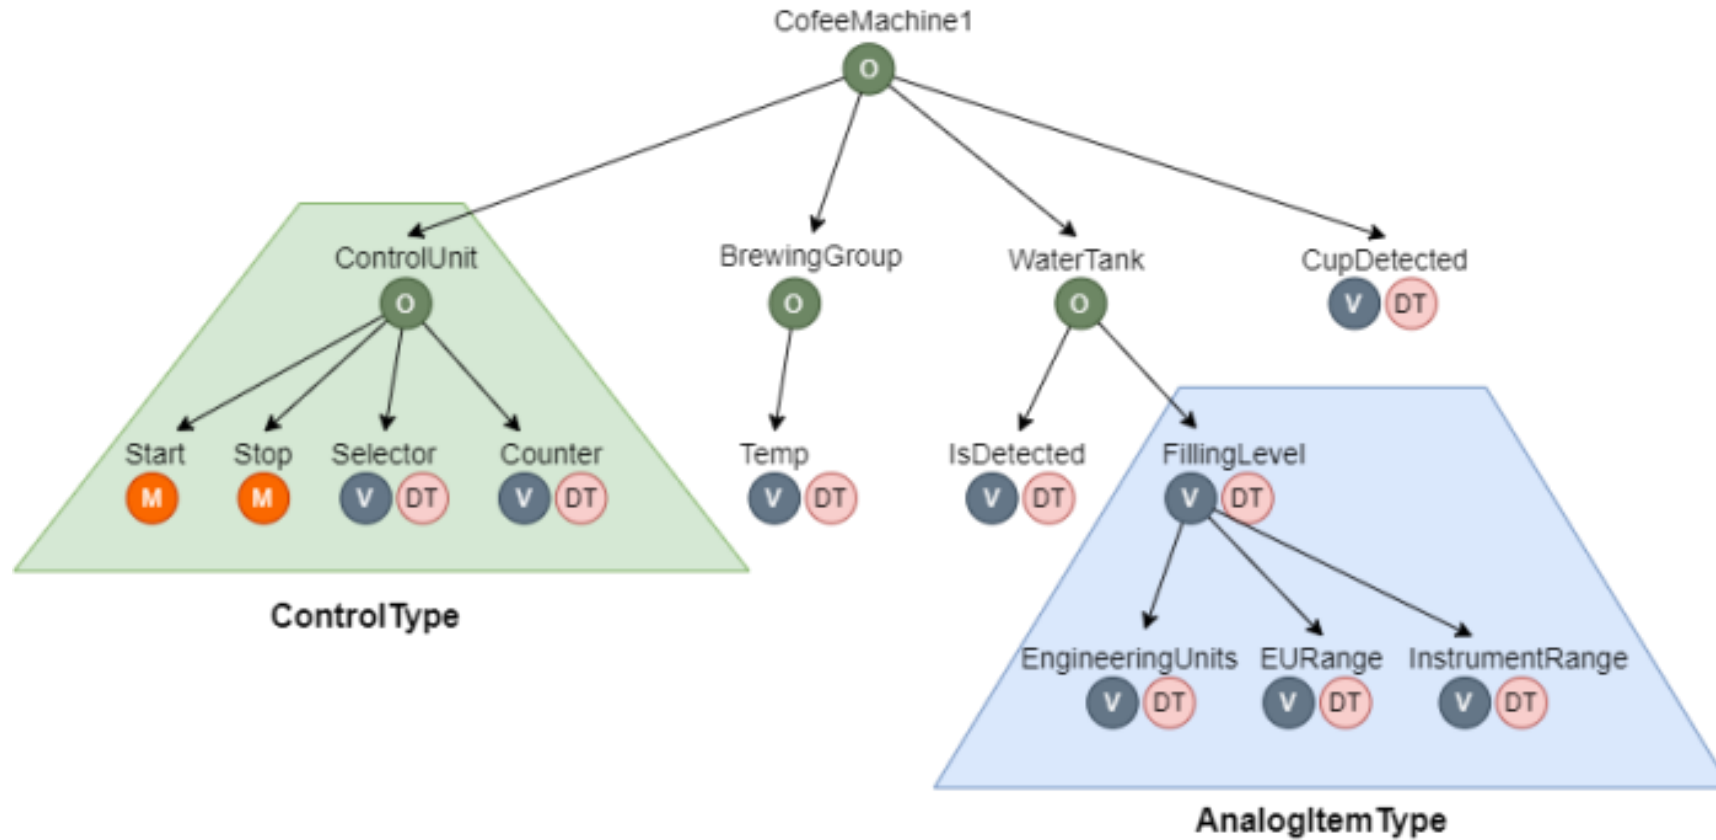 CofeeMachine1
O
ControlUnit
O
BrewingGroup
O
WaterTank
O
CupDetected
V DT
Start
M
Stop
M
Selector
V DT
Counter
V DT
Temp
V DT
IsDetected
V DT
FillingLevel
V DT
ControlType
EngineeringUnits
V DT
EURange
V DT
InstrumentRange
V DT
AnalogItemType